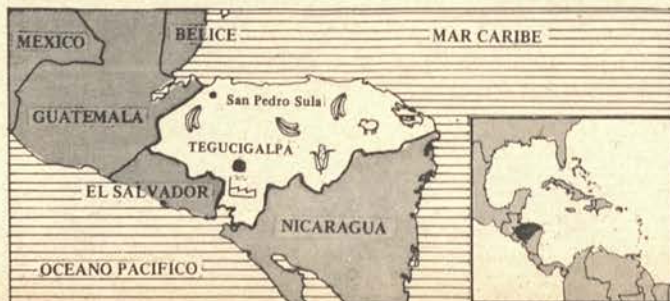 MEXICO
BELICE
MAR CARIBE
San Pedro Sula
GUATEMALA
TEGUCIGALPA
EL SALVADOR
NICARAGUA
OCEANO PACIFICO